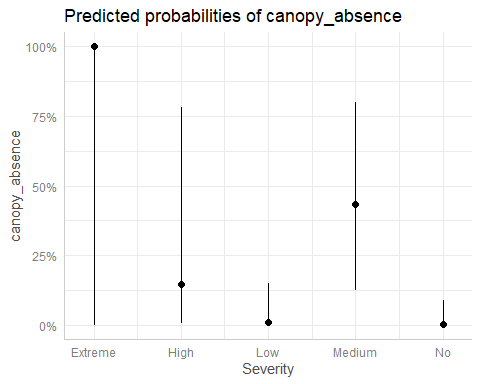 Predicted probabilities of canopy_absence
100%
75%
50%
25%
0%
canopy_absence
Extreme High Low Medium No
Severity